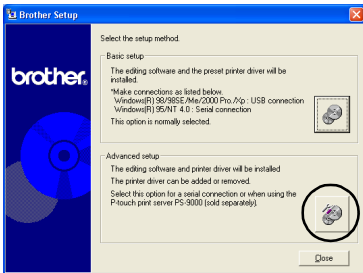 Brother Setup
Select the setup method.
brother®
Basic setup
The editing software and the preset printer driver will be
installed.
*Make connections as listed below.
Windows(R) 98/98SE/Me/2000 Pro./Xp : USB connection
Windows(R) 95/NT 4.0 : Serial connection
This option is normally selected.
Advanced setup
The editing software and printer driver will be installed
The printer driver can be added or removed.
Select this option for a serial connection or when using the
P-touch print server PS-9000 (sold separately).
Close